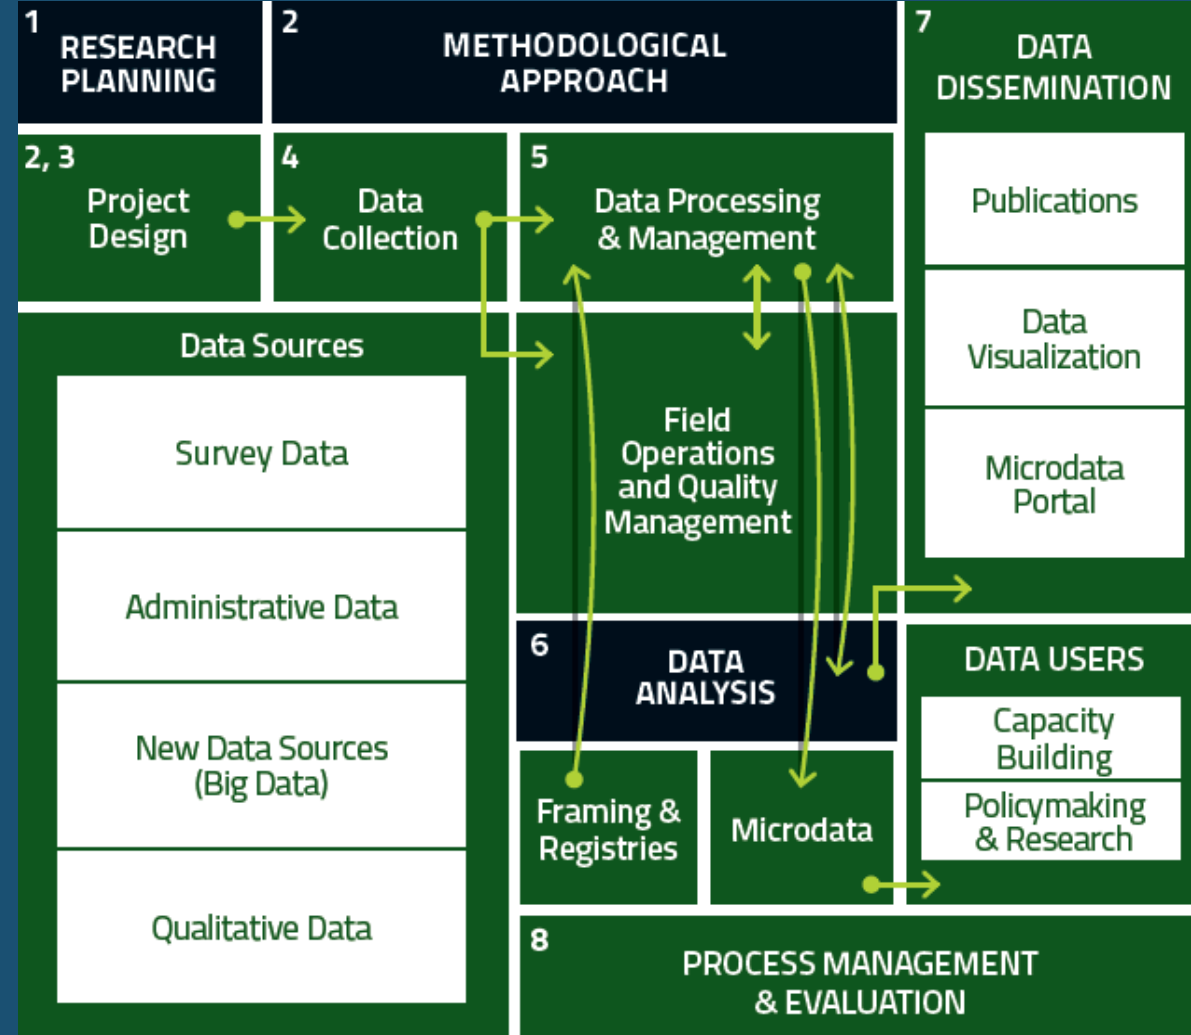 1
RESEARCH
PLANNING
2
METHODOLOGICAL
APPROACH
2, 3
Project
Design
4
Data
Collection
5
Data Processing
& Management
Data Sources
Survey Data
Administrative Data
New Data Sources
(Big Data)
Qualitative Data
Field
Operations
and Quality
Management
6
DATA
ANALYSIS
Framing &
Registries
Microdata
7
DATA
DISSEMINATION
Publications
Data
Visualization
Microdata
Portal
DATA USERS
Capacity
Building
Policymaking
& Research
8
PROCESS MANAGEMENT
& EVALUATION